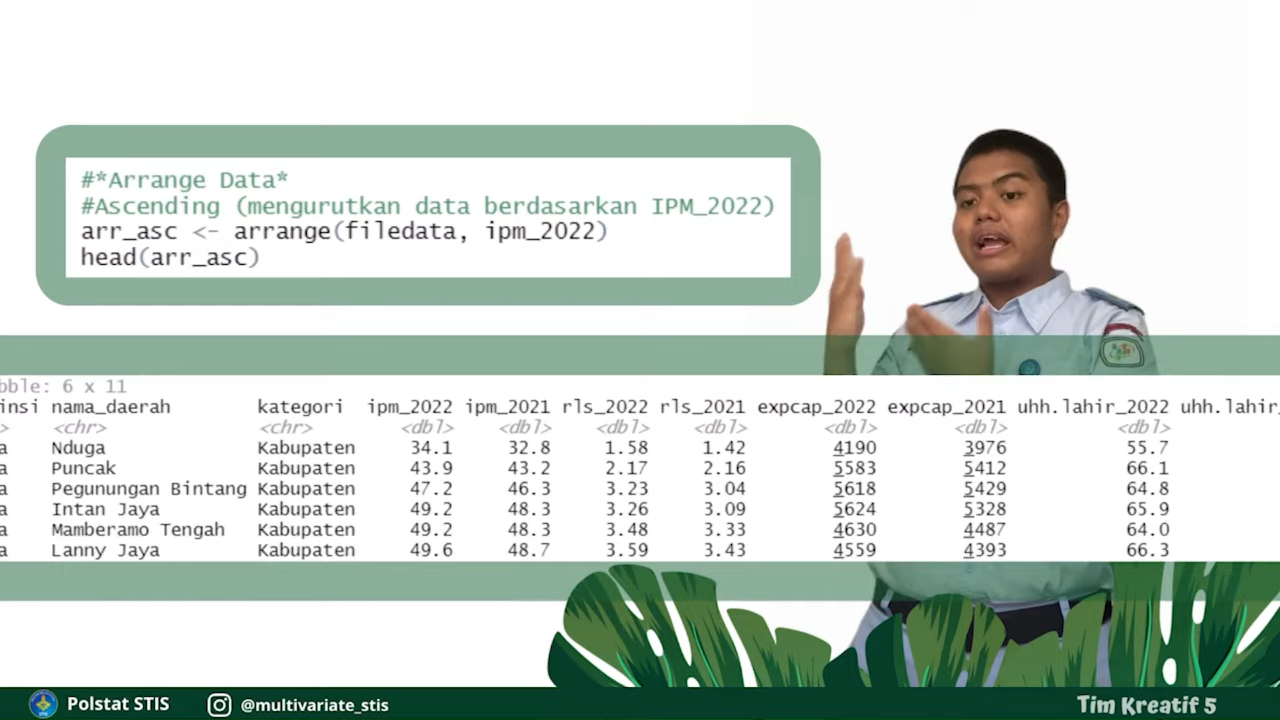 #*Arrange Data*
#Ascending (mengurutkan data berdasarkan IPM_2022)
arr_asc <- arrange(filedata, ipm_2022)
head(arr_asc)
bble: 6 x 11
insi nama_daerah kategori ipm_2022 ipm_2021 rls_2022 rls_2021 expcap_2022 expcap_2021 uhh.lahir_2022 uhh.lahir_
> <chr> <chr> <dbl> <dbl> <dbl> <dbl> <dbl> <dbl> <dbl>
a Nduga Kabupaten 34.1 32.8 1.58 1.42 4190 3976 55.7
a Puncak Kabupaten 43.9 43.2 2.17 2.16 5583 5412 66.1
a Pegunungan Bintang Kabupaten 47.2 46.3 3.23 3.04 5618 5429 64.8
a Intan Jaya Kabupaten 49.2 48.3 3.26 3.09 5624 5328 65.9
a Mamberamo Tengah Kabupaten 49.2 48.3 3.48 3.33 4630 4487 64.0
a Lanny Jaya Kabupaten 49.6 48.7 3.59 3.43 4559 4393 66.3
Polstat STIS @multivariate_stis Tim Kreatif 5